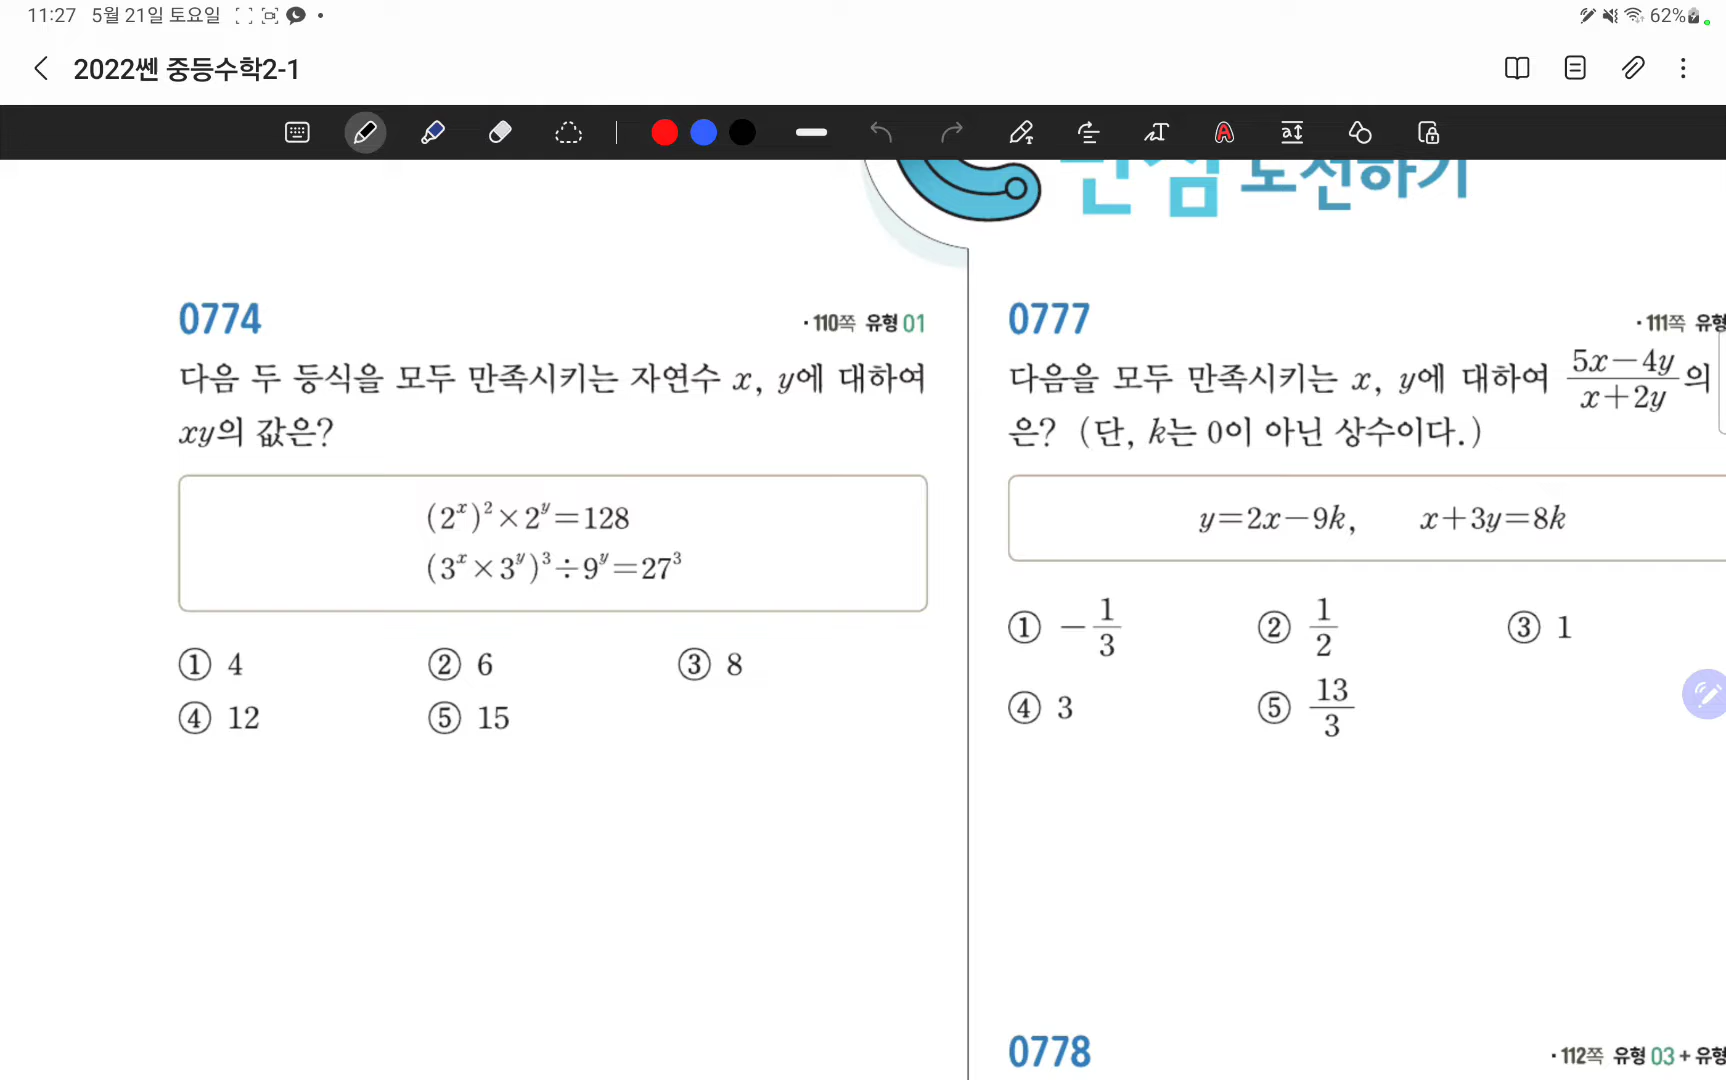 11:27 5월 21일 토요일
62%
2022쎈 중등수학2-1
도전하기
0774
·110쪽 유형 01
다음 두 등식을 모두 만족시키는 자연수 x, y에 대하여
xy의 값은?
(2^x)^2×2^y=128
(3^x×3^y)^3÷9^y=27^3
① 4 ② 6 ③ 8
④ 12 ⑤ 15
0777
·111쪽 유형
다음을 모두 만족시키는 x, y에 대하여 (5x-4y)/(x+2y)의
은? (단, k는 0이 아닌 상수이다.)
y=2x-9k, x+3y=8k
① -1/3 ② 1/2 ③ 1
④ 3 ⑤ 13/3
0778
·112쪽 유형 03 + 유형